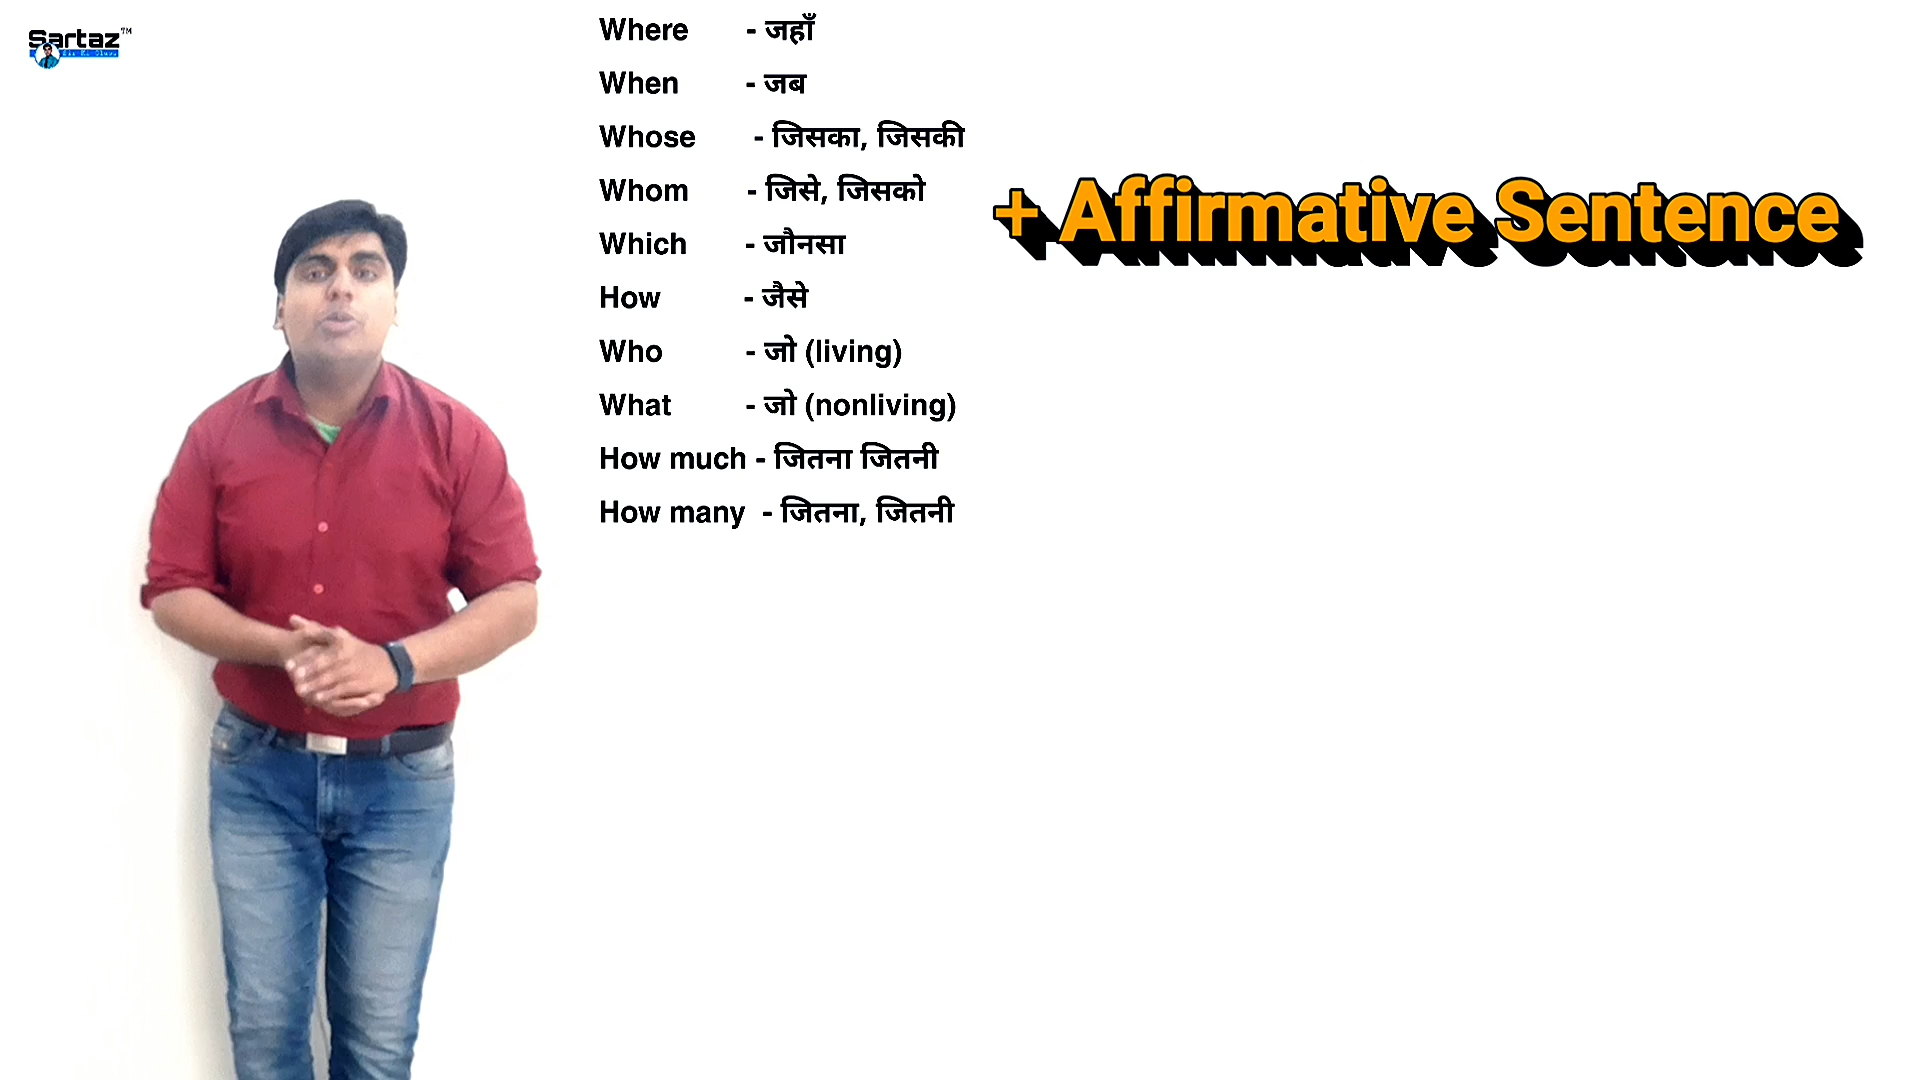 Sartaz™
Where - जहाँ
When - जब
Whose - जिसका, जिसकी
Whom - जिसे, जिसको
+ Affirmative Sentence
Which - जौनसा
How - जैसे
Who - जो (living)
What - जो (nonliving)
How much - जितना जितनी
How many - जितना, जितनी